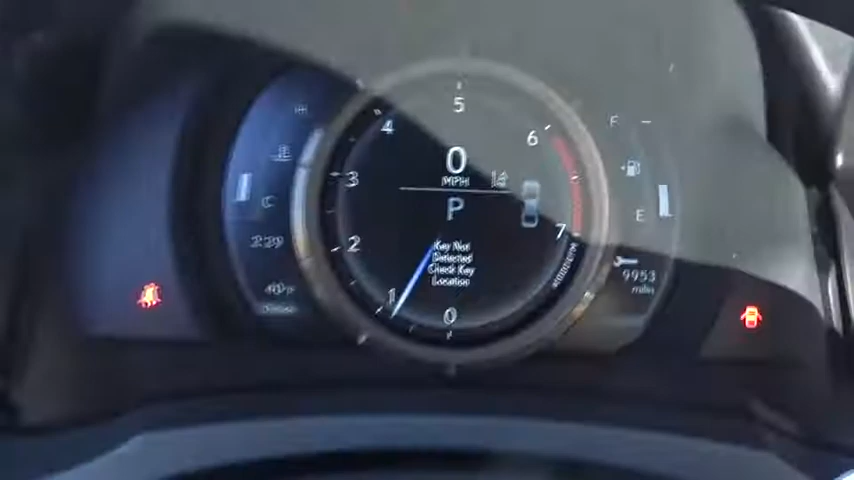 5
4
6
F
0
MPH
H
3
C
P
E
7
2:29
2
Key Not
Detected
Check Key
Location
9953
miles
1
0